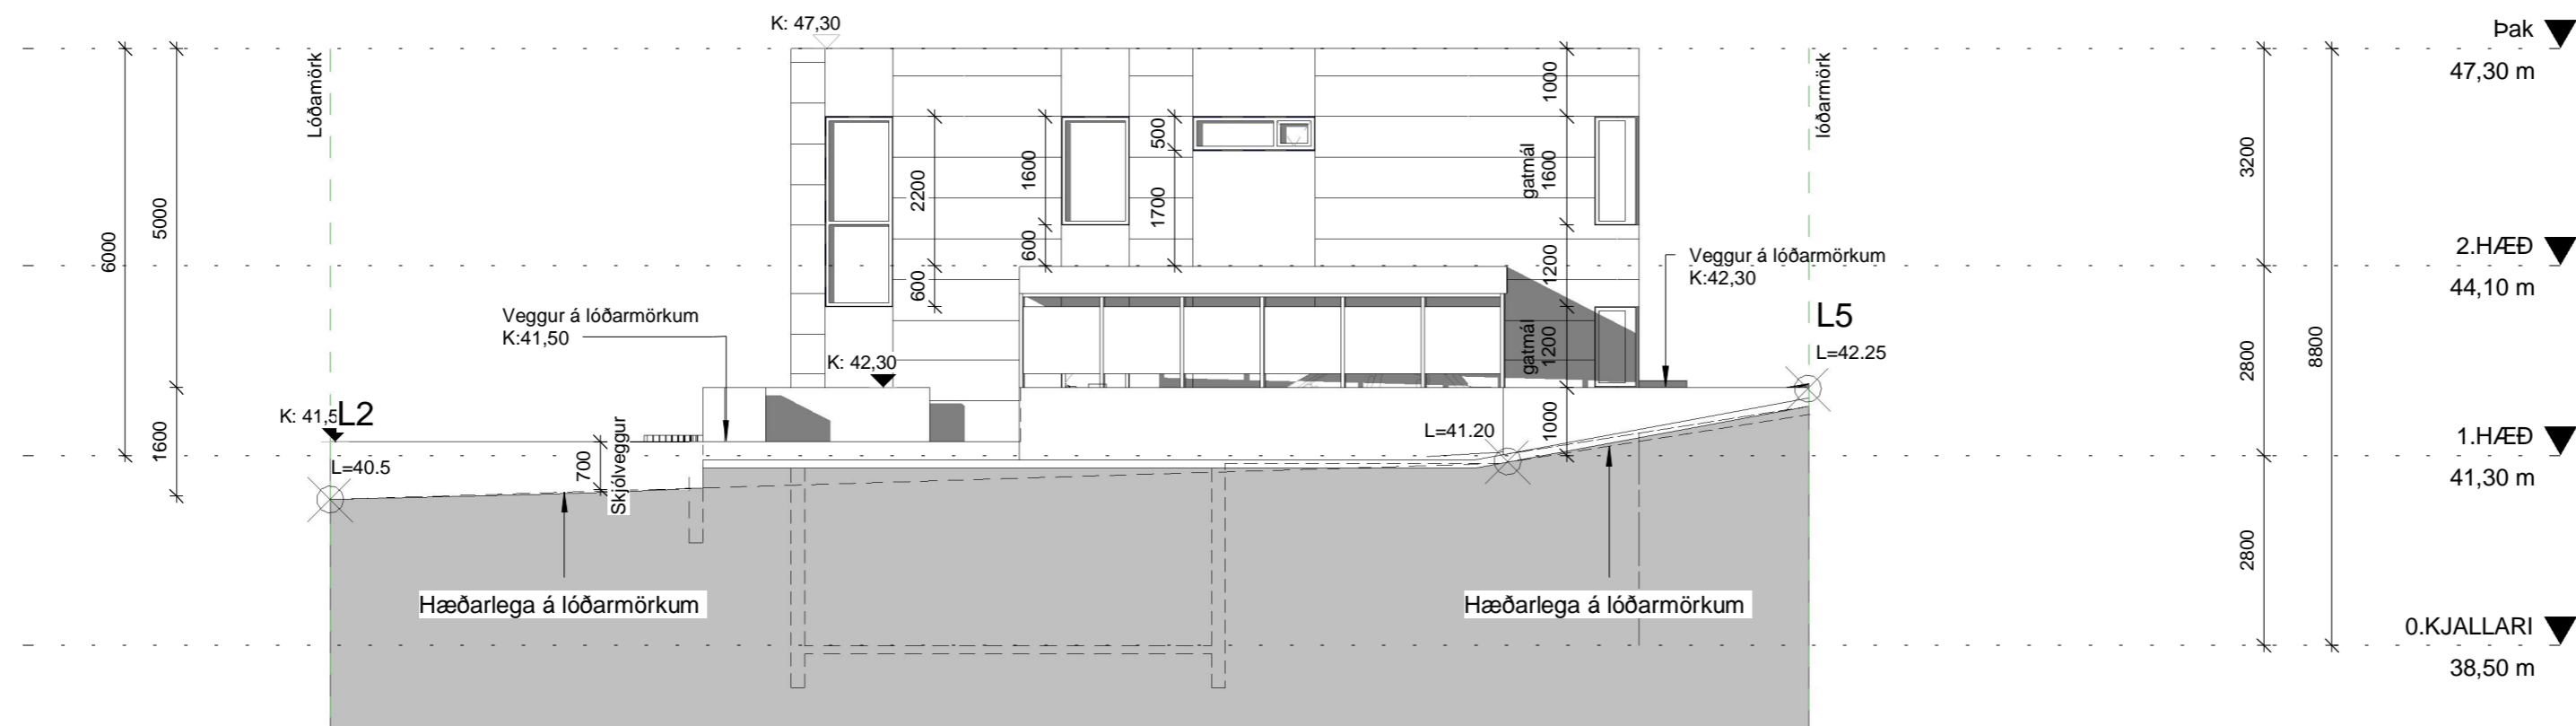 K: 47,30
Þak
47,30 m
Lóðamörk
lóðarmörk
6000
5000
1600
2200
600
1600
600
500
1700
1000
gatmál
1600
1200
gatmál
1200
1000
3200
2800
2800
8800
2.HÆÐ
44,10 m
Veggur á lóðarmörkum
K:42,30
Veggur á lóðarmörkum
K:41,50
K: 42,30
L5
L=42.25
K: 41,5
L2
L=40.5
700
Skjólveggur
L=41.20
1.HÆÐ
41,30 m
Hæðarlega á lóðarmörkum
Hæðarlega á lóðarmörkum
0.KJALLARI
38,50 m